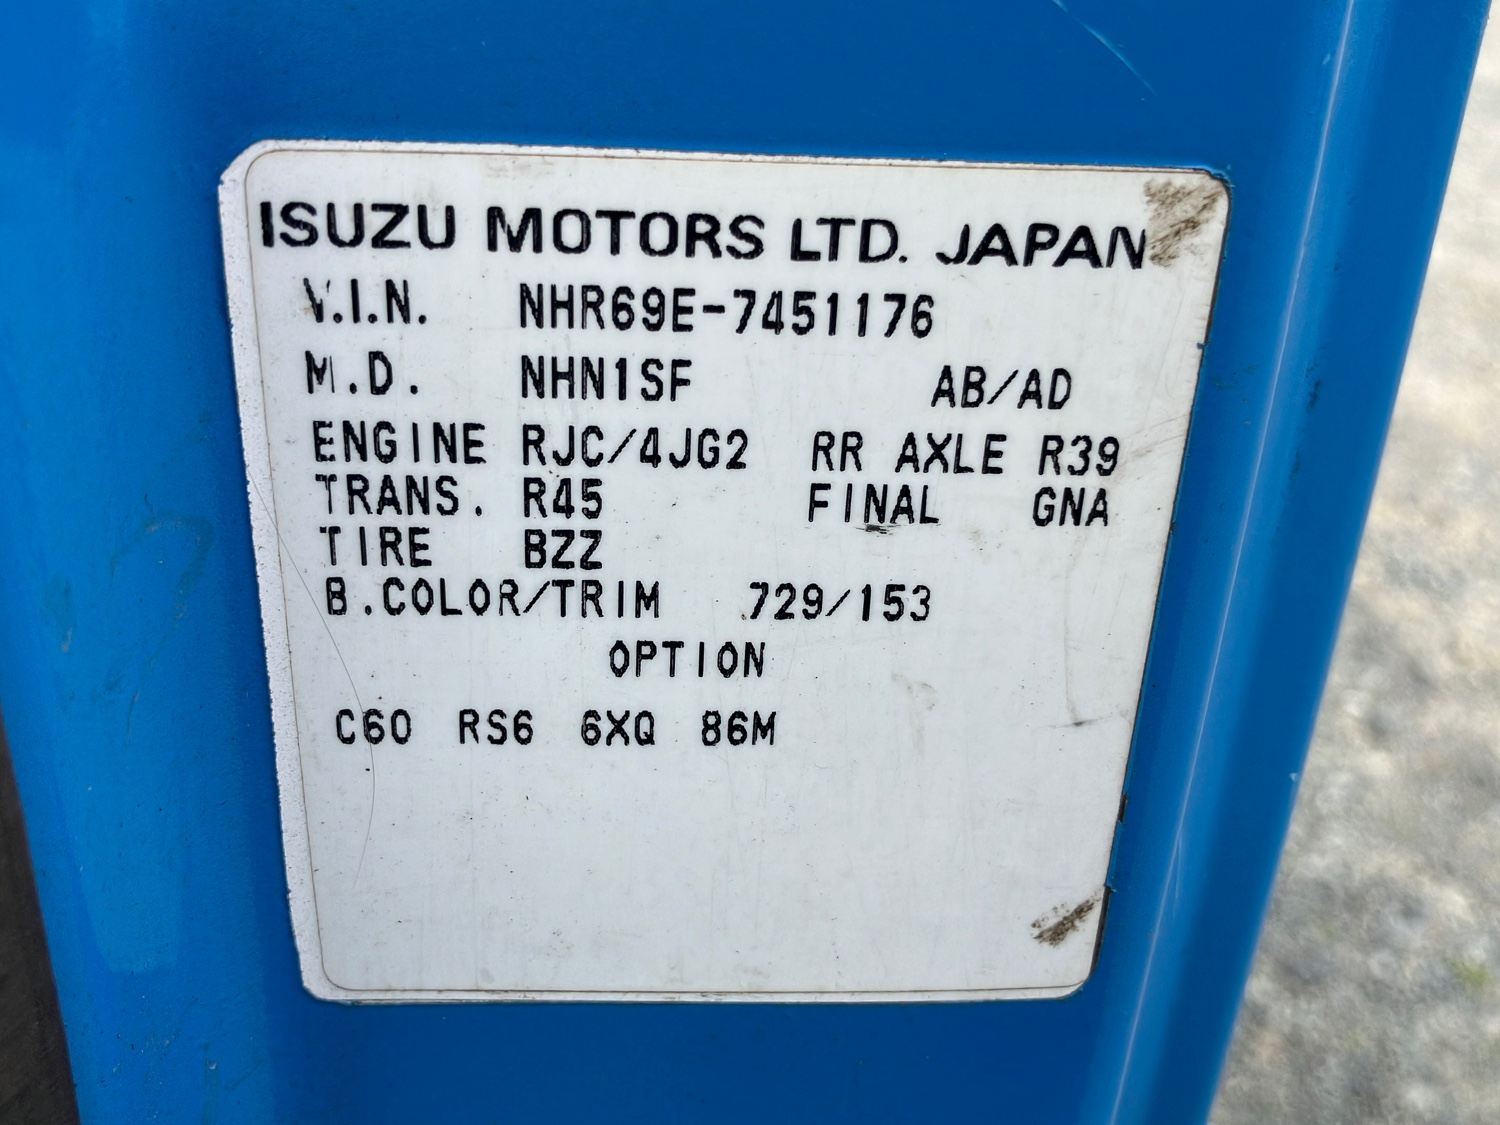 ISUZU MOTORS LTD. JAPAN
V.I.N. NHR69E-7451176
M.D. NHN1SF AB/AD
ENGINE RJC/4JG2 RR AXLE R39
TRANS. R45 FINAL GNA
TIRE BZZ
B.COLOR/TRIM 729/153
OPTION
C60 RS6 6XQ 86M